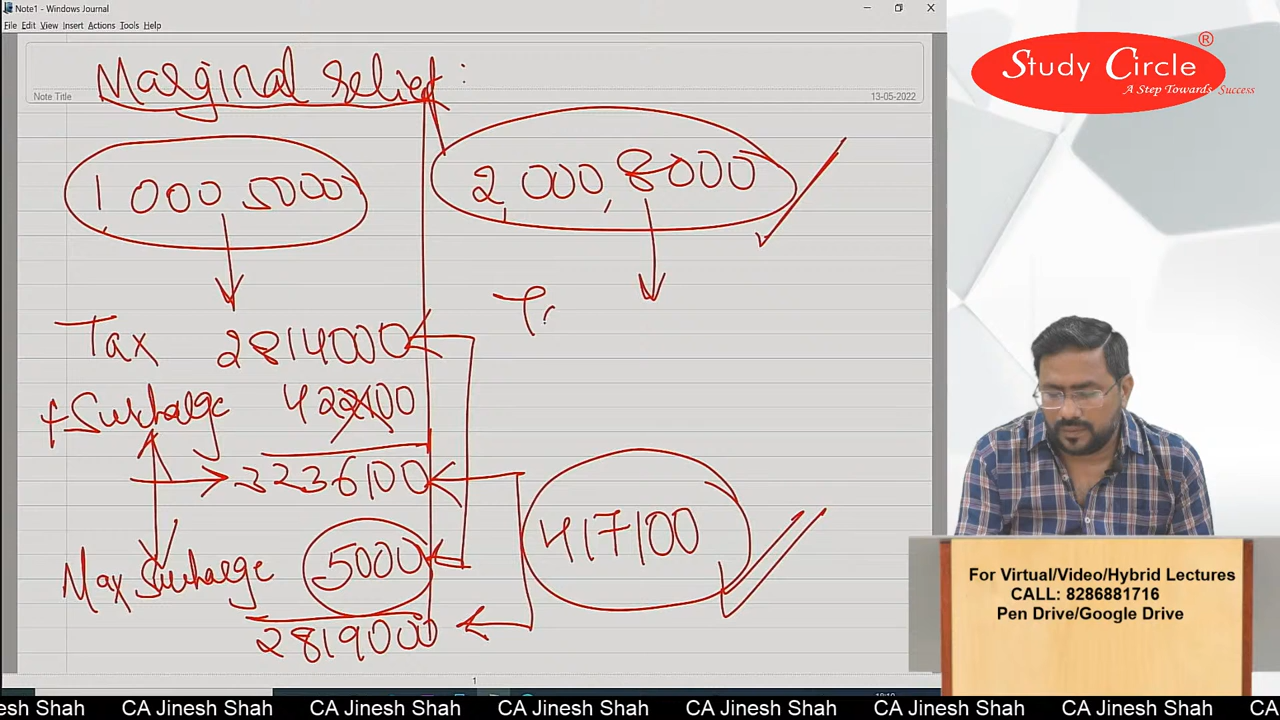 Note1 - Windows Journal
File Edit View Insert Actions Tools Help
Marginal relief :
Note Title
13-05-2022
1 000 5000
2,000,8000
Tax 2814000
+ Surcharge 422100
3236100
Max Surcharge 5000
2819000
417100
T
1
Study Circle ®
A Step Towards Success
For Virtual/Video/Hybrid Lectures
CALL: 8286881716
Pen Drive/Google Drive
esh Shah CA Jinesh Shah CA Jinesh Shah CA Jinesh Shah CA Jinesh Shah CA Jinesh Shah CA